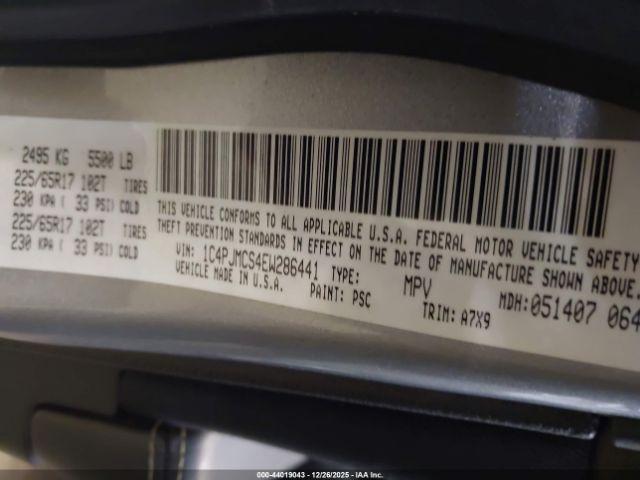 2495 KG 5500 LB
225/65R17 102T TIRES
230 KPA ( 33 PSI) COLD
225/65R17 102T TIRES
230 KPA ( 33 PSI) COLD
THIS VEHICLE CONFORMS TO ALL APPLICABLE U.S.A. FEDERAL MOTOR VEHICLE SAFETY
THEFT PREVENTION STANDARDS IN EFFECT ON THE DATE OF MANUFACTURE SHOWN ABOVE.
VIN: 1C4PJMCS4EW286441 TYPE: MPV MDH:051407 064
VEHICLE MADE IN U.S.A. PAINT: PSC TRIM: A7X9
000-44019043 - 12/26/2025 - IAA Inc.